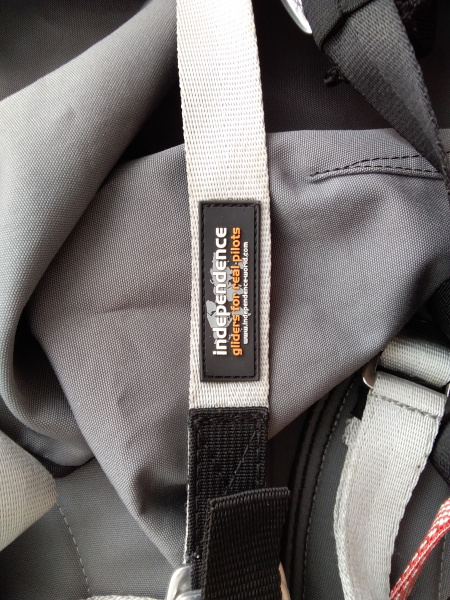 independence
gliders for real pilots
www.independence-world.com